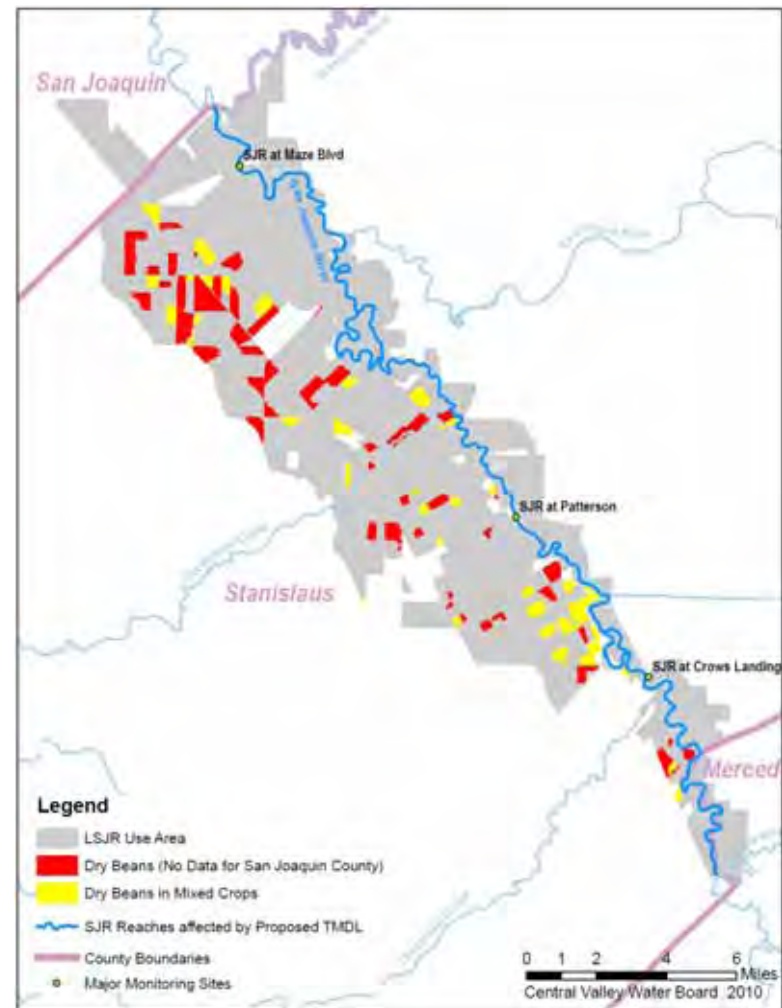 San Joaquin
SJR at Maze Blvd
SJR at Patterson
Stanislaus
SJR at Crows Landing
Merced
Legend
LSJR Use Area
Dry Beans (No Data for San Joaquin County)
Dry Beans in Mixed Crops
SJR Reaches affected by Proposed TMDL
County Boundaries
Major Monitoring Sites
0 1 2 4 6
Miles
Central Valley Water Board 2010